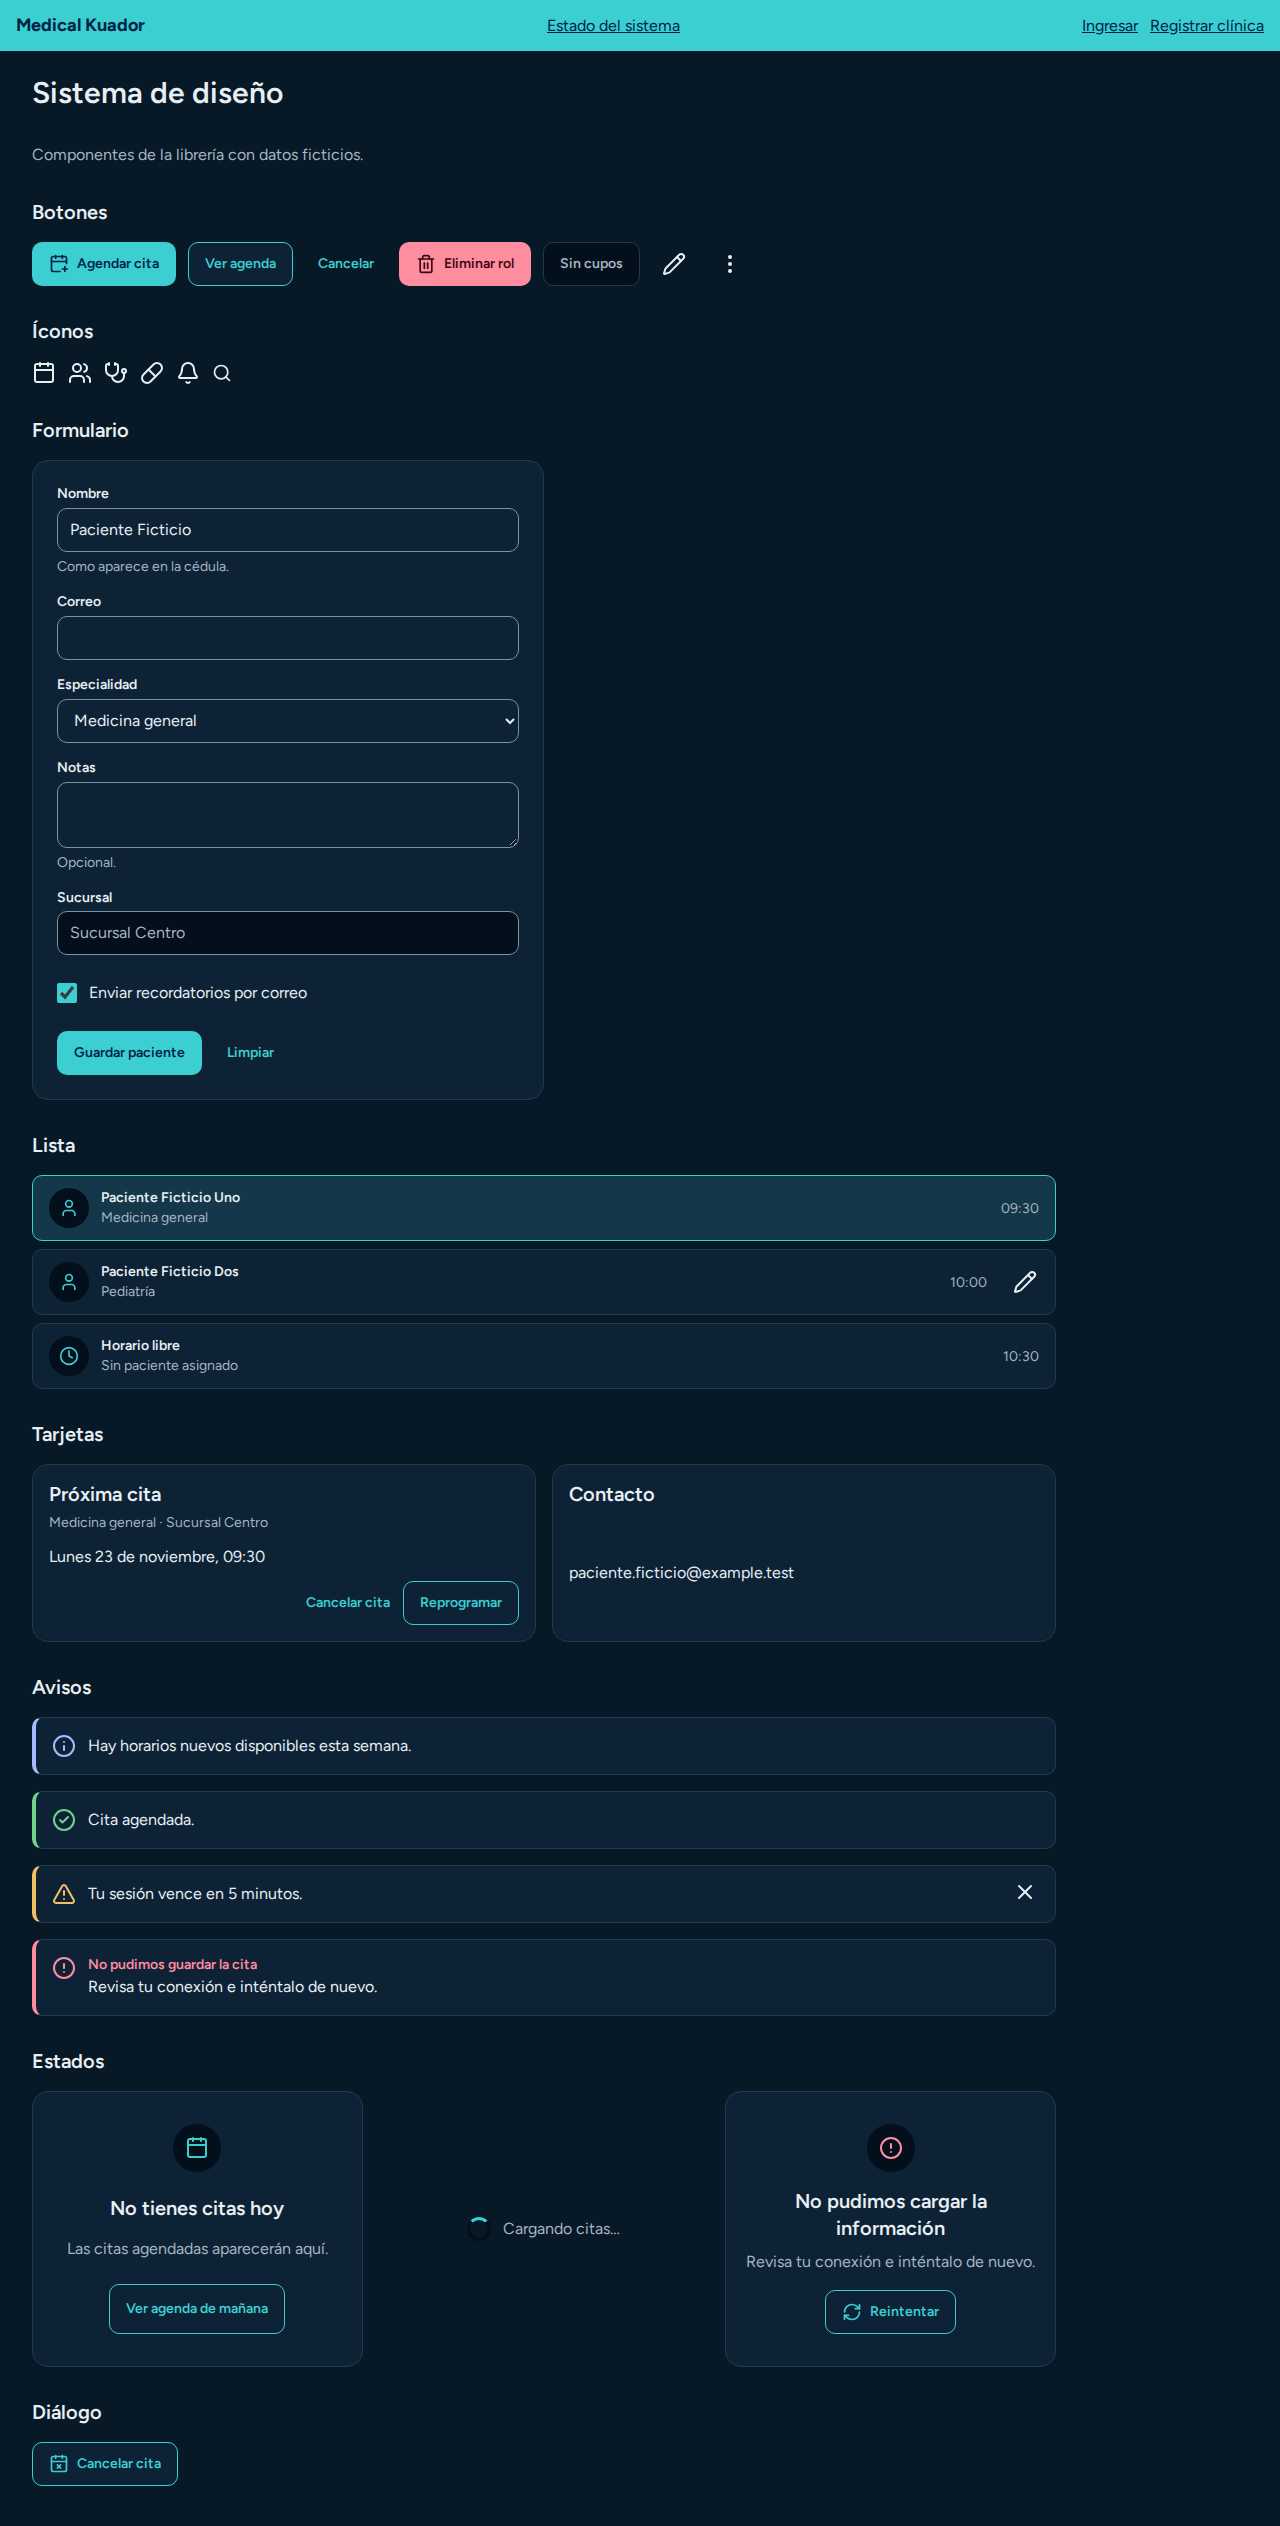 Medical Kuador
Estado del sistema
Ingresar
Registrar clínica
Sistema de diseño
Componentes de la librería con datos ficticios.
Botones
Agendar cita
Ver agenda
Cancelar
Eliminar rol
Sin cupos
Íconos
Formulario
Nombre
Paciente Ficticio
Como aparece en la cédula.
Correo
Especialidad
Medicina general
Notas
Opcional.
Sucursal
Sucursal Centro
Enviar recordatorios por correo
Guardar paciente
Limpiar
Lista
Paciente Ficticio Uno
Medicina general
09:30
Paciente Ficticio Dos
Pediatría
10:00
Horario libre
Sin paciente asignado
10:30
Tarjetas
Próxima cita
Medicina general · Sucursal Centro
Lunes 23 de noviembre, 09:30
Cancelar cita
Reprogramar
Contacto
paciente.ficticio@example.test
Avisos
Hay horarios nuevos disponibles esta semana.
Cita agendada.
Tu sesión vence en 5 minutos.
No pudimos guardar la cita
Revisa tu conexión e inténtalo de nuevo.
Estados
No tienes citas hoy
Las citas agendadas aparecerán aquí.
Ver agenda de mañana
Cargando citas…
No pudimos cargar la
información
Revisa tu conexión e inténtalo de nuevo.
Reintentar
Diálogo
Cancelar cita